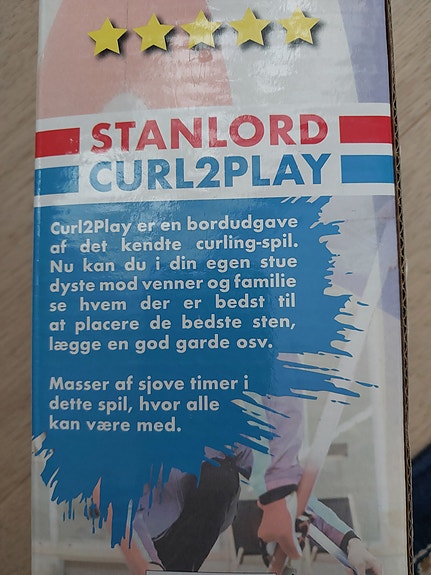 STANLORD
CURL2PLAY
Curl2Play er en bordudgave
af det kendte curling-spil.
Nu kan du i din egen stue
dyste mod venner og familie
se hvem der er bedst til
at placere de bedste sten,
lægge en god garde osv.
Masser af sjove timer i
dette spil, hvor alle
kan være med.